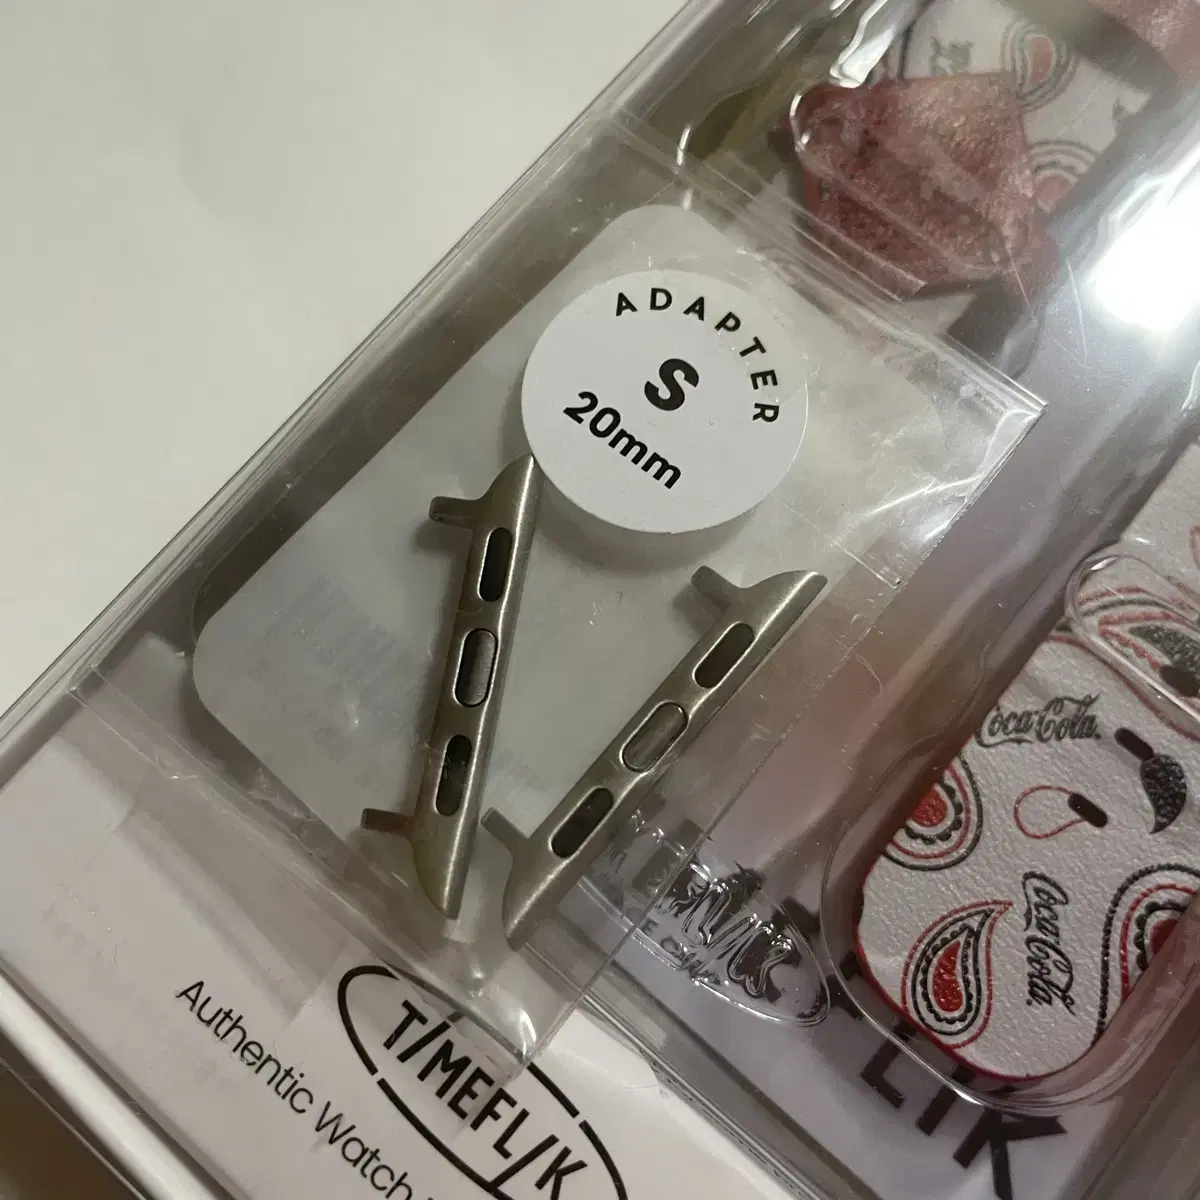 ADAPTER
S
20mm
Coca-Cola.
Coca-Cola.
T/MEFL/K
Authentic Watch